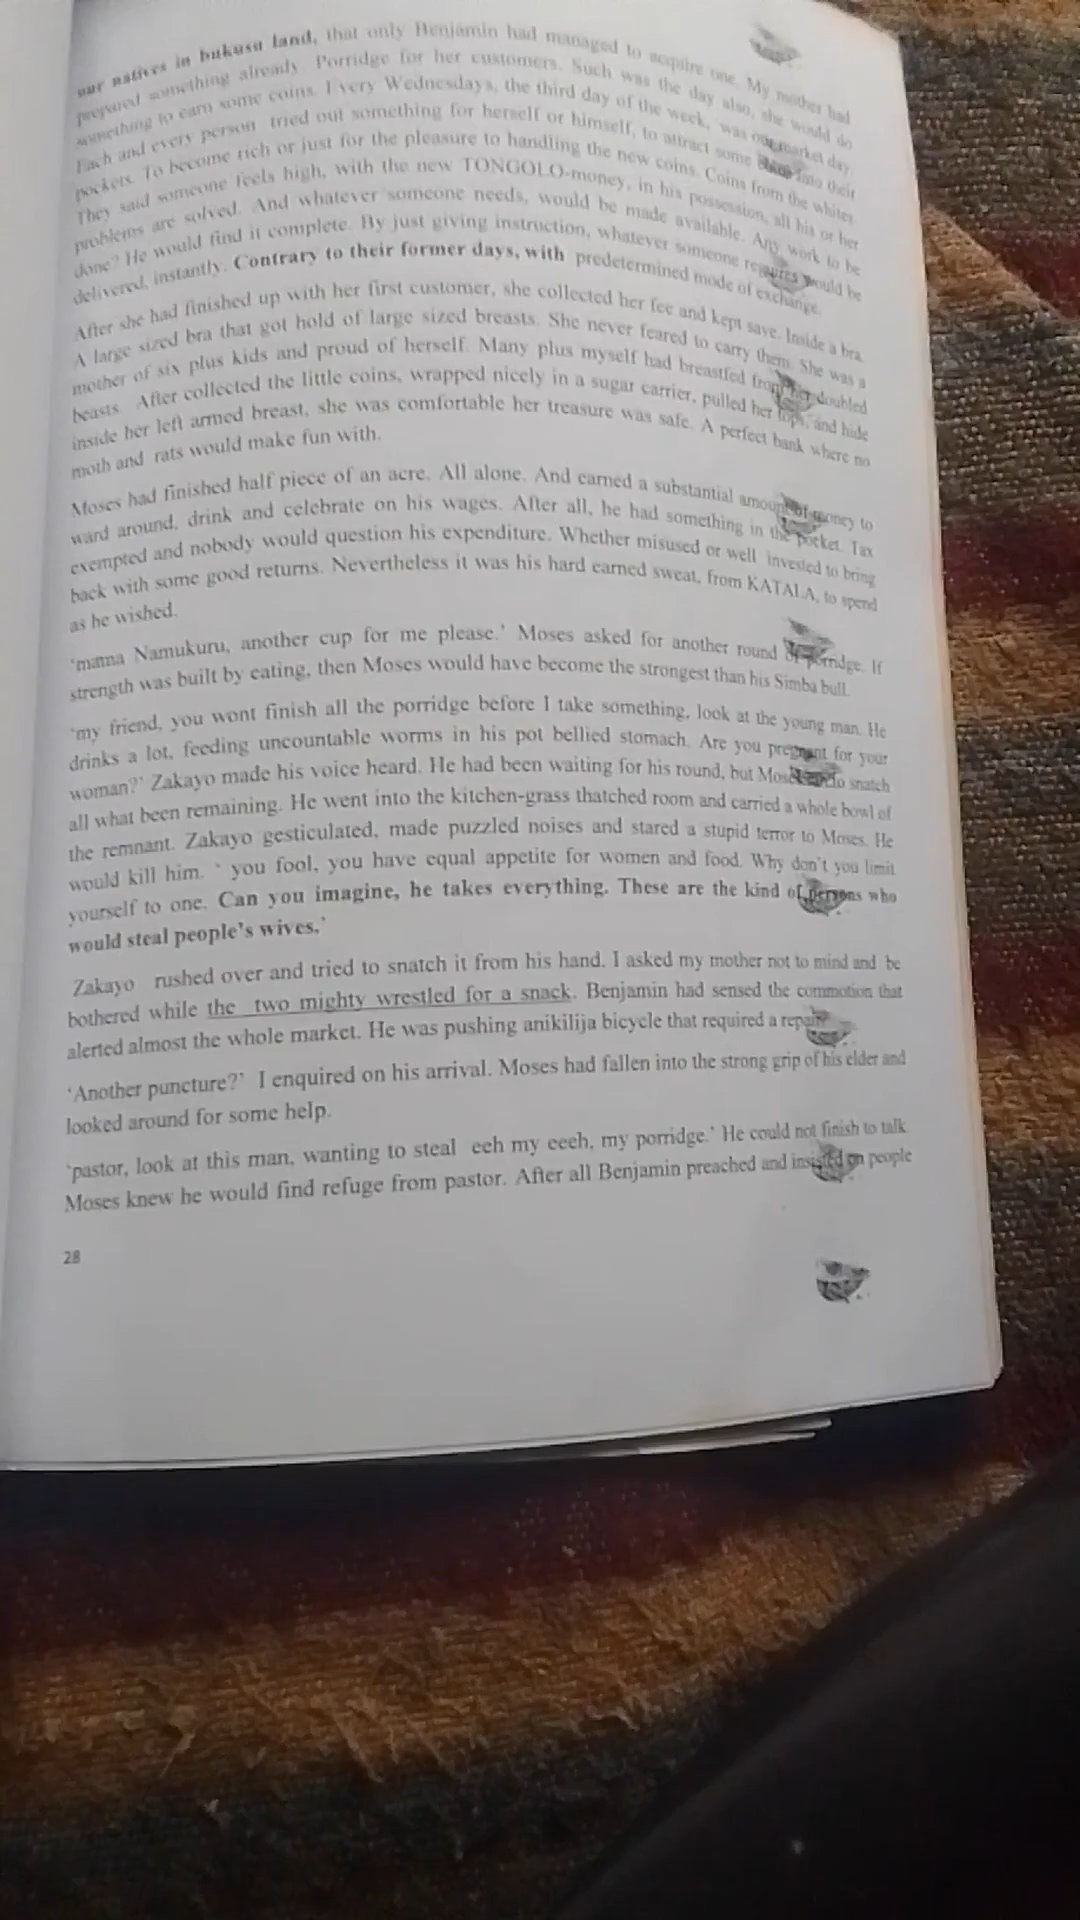 our natives in bukusu land, that only Benjamin had managed to acquire one. My mother had
prepared something already. Porridge for her customers. Such was the day also, she would do
something to earn some coins. Every Wednesdays, the third day of the week, was our market day.
Each and every person tried out something for herself or himself, to attract some into their
pockets. To become rich or just for the pleasure to handling the new coins. Coins from the whites.
They said someone feels high, with the new TONGOLO-money, in his possession, all his or her
problems are solved. And whatever someone needs, would be made available. Any work to be
done? He would find it complete. By just giving instruction, whatever someone requires would be
delivered, instantly. Contrary to their former days, with predetermined mode of exchange.
After she had finished up with her first customer, she collected her fee and kept save. Inside a bra.
A large sized bra that got hold of large sized breasts. She never feared to carry them. She was a
mother of six plus kids and proud of herself. Many plus myself had breastfed from her doubled
beasts. After collected the little coins, wrapped nicely in a sugar carrier, pulled her tops, and hide
inside her left armed breast, she was comfortable her treasure was safe. A perfect bank where no
moth and rats would make fun with.
Moses had finished half piece of an acre. All alone. And earned a substantial amount of money to
ward around, drink and celebrate on his wages. After all, he had something in the pocket. Tax
exempted and nobody would question his expenditure. Whether misused or well invested to bring
back with some good returns. Nevertheless it was his hard earned sweat, from KATALA, to spend
as he wished.
'mama Namukuru, another cup for me please.' Moses asked for another round of porridge. If
strength was built by eating, then Moses would have become the strongest than his Simba bull.
'my friend, you wont finish all the porridge before I take something, look at the young man. He
drinks a lot, feeding uncountable worms in his pot bellied stomach. Are you pregnant for your
woman?' Zakayo made his voice heard. He had been waiting for his round, but Moses snatch
all what been remaining. He went into the kitchen-grass thatched room and carried a whole bowl of
the remnant. Zakayo gesticulated, made puzzled noises and stared a stupid terror to Moses. He
would kill him. ' you fool, you have equal appetite for women and food. Why don't you limit
yourself to one. Can you imagine, he takes everything. These are the kind of persons who
would steal people's wives.'
Zakayo rushed over and tried to snatch it from his hand. I asked my mother not to mind and be
bothered while the two mighty wrestled for a snack. Benjamin had sensed the commotion that
alerted almost the whole market. He was pushing anikilija bicycle that required a repair.
'Another puncture?' I enquired on his arrival. Moses had fallen into the strong grip of his elder and
looked around for some help.
'pastor, look at this man, wanting to steal eeh my eeeh, my porridge.' He could not finish to talk
Moses knew he would find refuge from pastor. After all Benjamin preached and insisted on people
28